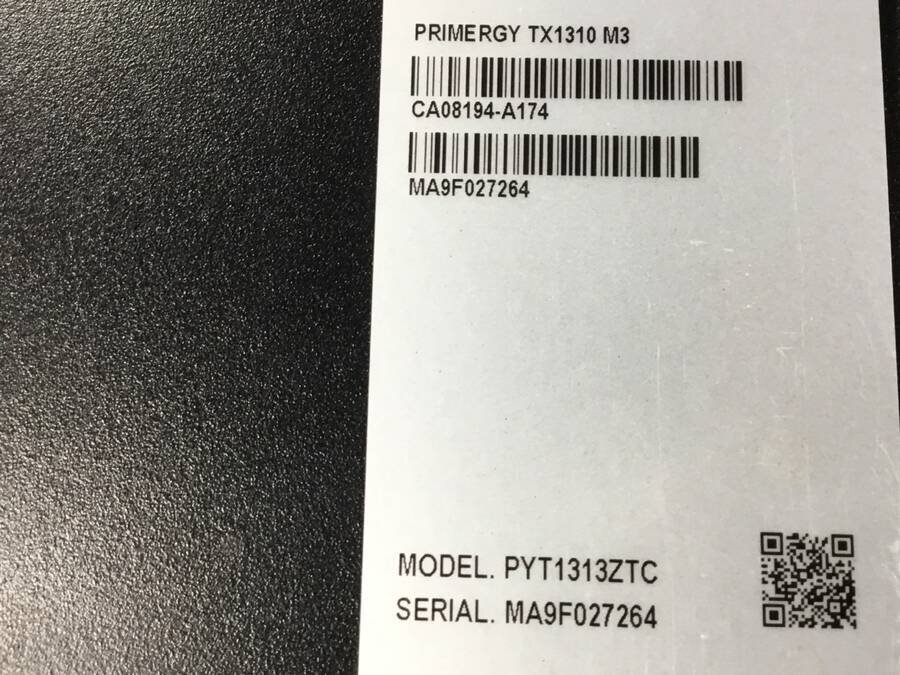 PRIMERGY TX1310 M3
CA08194-A174
MA9F027264
MODEL. PYT1313ZTC
SERIAL. MA9F027264